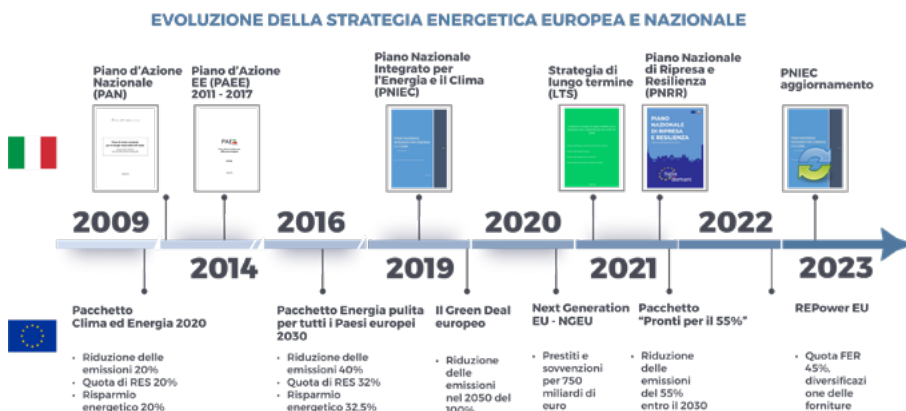 EVOLUZIONE DELLA STRATEGIA ENERGETICA EUROPEA E NAZIONALE
Piano d'Azione
Nazionale
(PAN)
Piano d'Azione
EE (PAEE)
2011 - 2017
Piano Nazionale
Integrato per
l'Energia e il Clima
(PNIEC)
Strategia di
lungo termine
(LTS)
Piano Nazionale
di Ripresa e
Resilienza
(PNRR)
PNIEC
aggiornamento
PIANO
NAZIONALE
DI RIPRESA
E RESILIENZA
2009
2014
2016
2019
2020
2021
2022
2023
Pacchetto
Clima ed Energia 2020
• Riduzione delle
emissioni 20%
• Quota di RES 20%
• Risparmio
energetico 20%
Pacchetto Energia pulita
per tutti i Paesi europei
2030
• Riduzione delle
emissioni 40%
• Quota di RES 32%
• Risparmio
energetico 32.5%
Il Green Deal
europeo
• Riduzione
delle
emissioni
nel 2050 del
100%
Next Generation
EU - NGEU
• Prestiti e
sovvenzioni
per 750
miliardi di
euro
Pacchetto
"Pronti per il 55%"
• Riduzione
delle
emissioni
del 55%
entro il 2030
REPower EU
• Quota FER
45%,
diversificazi
one delle
forniture